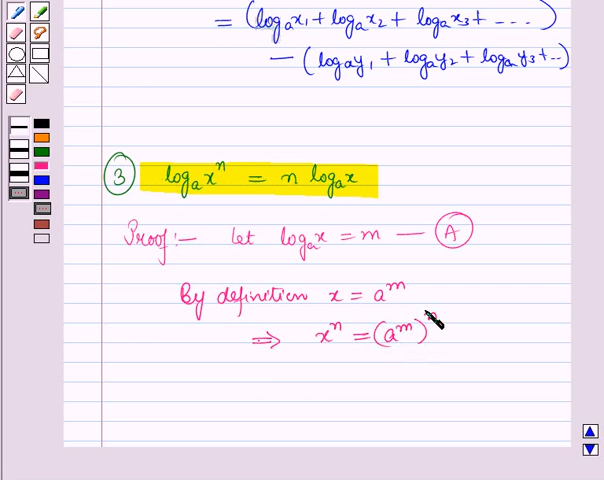 = (logₐx₁ + logₐx₂ + logₐx₃ + ....)
— (logₐy₁ + logₐy₂ + logₐy₃ + ..)
③ logₐxⁿ = n logₐx
Proof:- let logₐx = m — Ⓐ
By definition x = aᵐ
⇒ xⁿ = (aᵐ)